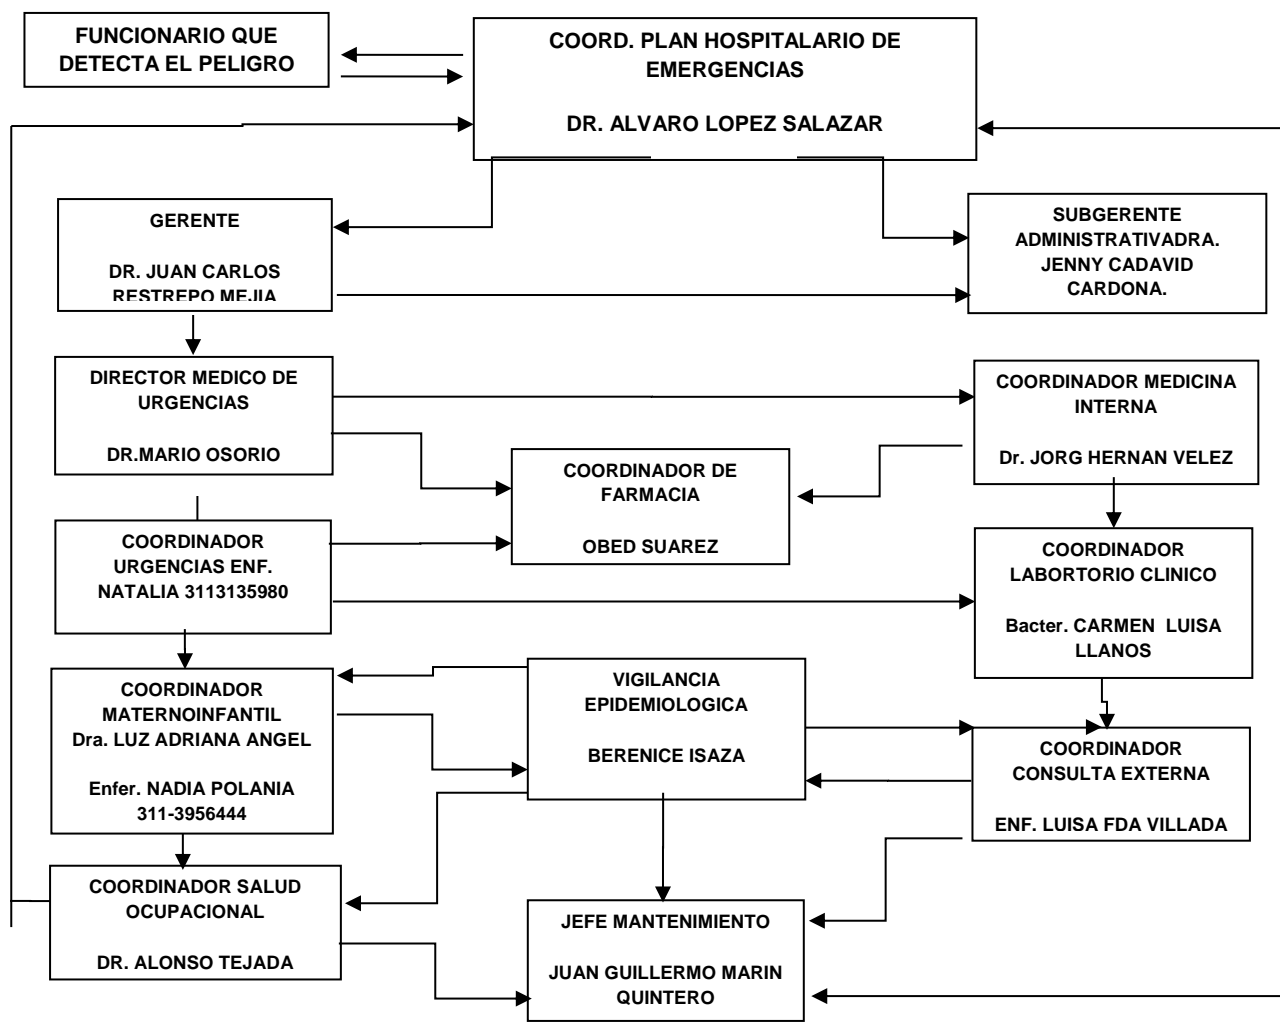 FUNCIONARIO QUE
DETECTA EL PELIGRO
COORD. PLAN HOSPITALARIO DE
EMERGENCIAS
DR. ALVARO LOPEZ SALAZAR
GERENTE
DR. JUAN CARLOS
RESTREPO MEJIA
SUBGERENTE
ADMINISTRATIVADRA.
JENNY CADAVID
CARDONA.
DIRECTOR MEDICO DE
URGENCIAS
DR.MARIO OSORIO
COORDINADOR MEDICINA
INTERNA
Dr. JORG HERNAN VELEZ
COORDINADOR DE
FARMACIA
OBED SUAREZ
COORDINADOR
URGENCIAS ENF.
NATALIA 3113135980
COORDINADOR
LABORTORIO CLINICO
Bacter. CARMEN LUISA
LLANOS
COORDINADOR
MATERNOINFANTIL
Dra. LUZ ADRIANA ANGEL
Enfer. NADIA POLANIA
311-3956444
VIGILANCIA
EPIDEMIOLOGICA
BERENICE ISAZA
COORDINADOR
CONSULTA EXTERNA
ENF. LUISA FDA VILLADA
COORDINADOR SALUD
OCUPACIONAL
DR. ALONSO TEJADA
JEFE MANTENIMIENTO
JUAN GUILLERMO MARIN
QUINTERO